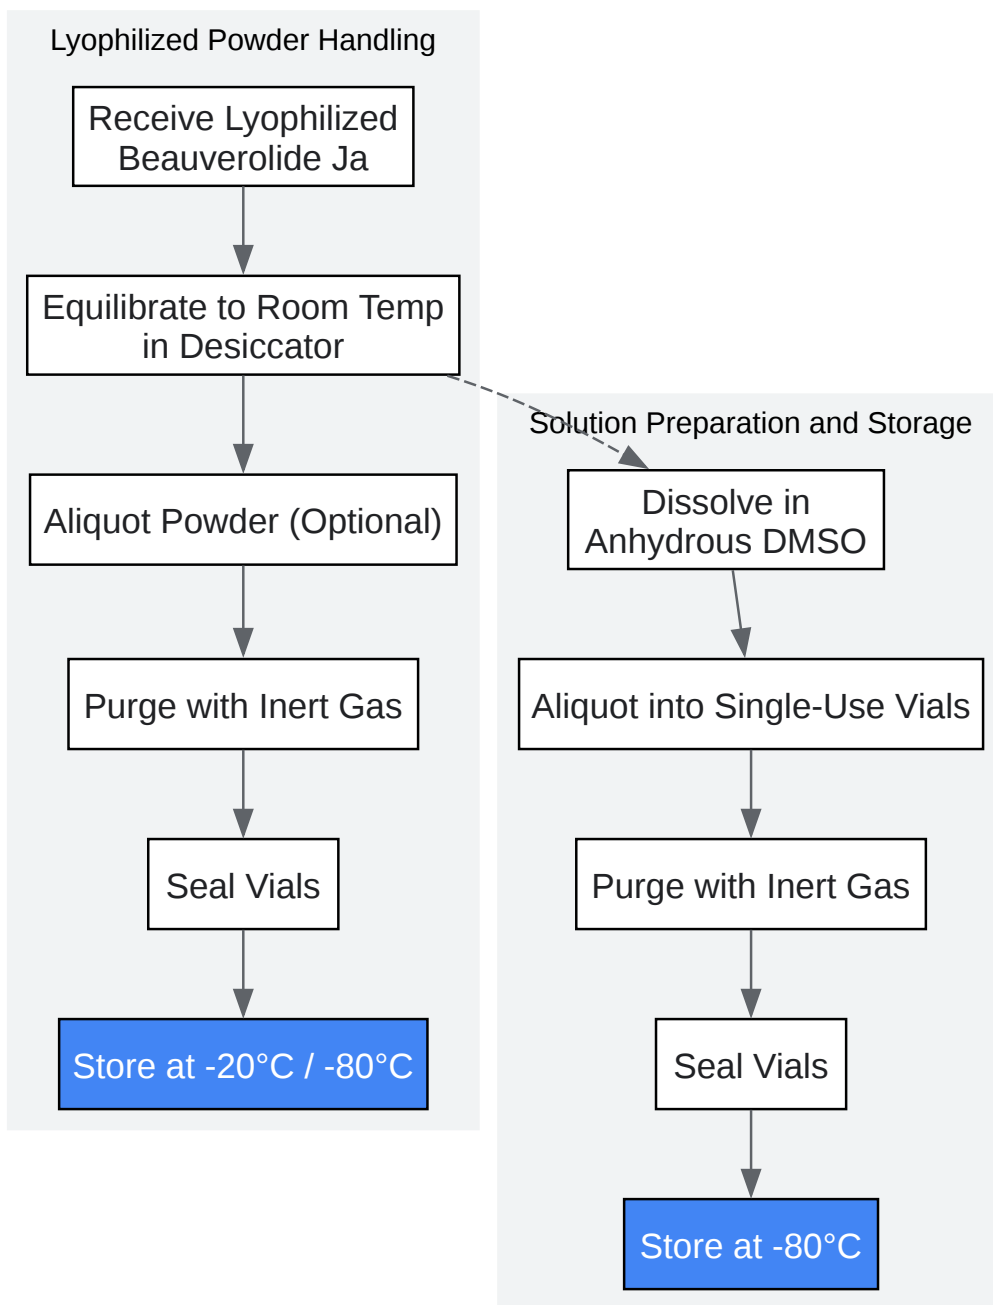 Lyophilized Powder Handling
Receive Lyophilized
Beauverolide Ja
Equilibrate to Room Temp
in Desiccator
Aliquot Powder (Optional)
Purge with Inert Gas
Seal Vials
Store at -20°C / -80°C
Solution Preparation and Storage
Dissolve in
Anhydrous DMSO
Aliquot into Single-Use Vials
Purge with Inert Gas
Seal Vials
Store at -80°C